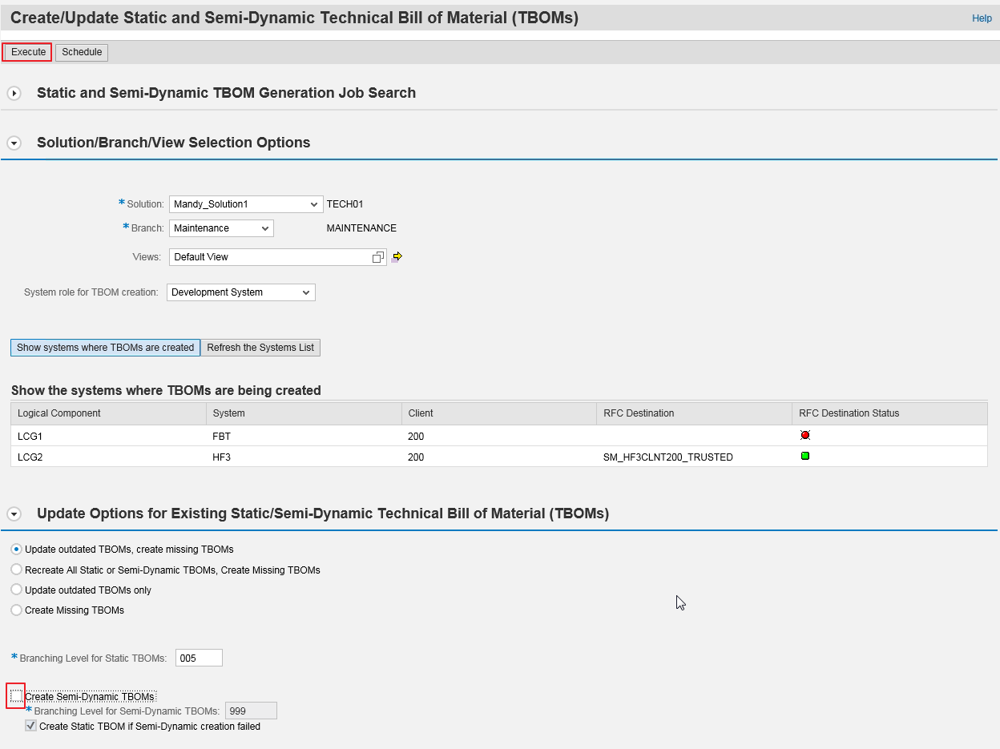 Create/Update Static and Semi-Dynamic Technical Bill of Material (TBOMs)
Help
Execute
Schedule
Static and Semi-Dynamic TBOM Generation Job Search
Solution/Branch/View Selection Options
* Solution: Mandy_Solution1 TECH01
* Branch: Maintenance MAINTENANCE
Views: Default View
System role for TBOM creation: Development System
Show systems where TBOMs are created
Refresh the Systems List
Show the systems where TBOMs are being created
Logical Component System Client RFC Destination RFC Destination Status
LCG1 FBT 200
LCG2 HF3 200 SM_HF3CLNT200_TRUSTED
Update Options for Existing Static/Semi-Dynamic Technical Bill of Material (TBOMs)
Update outdated TBOMs, create missing TBOMs
Recreate All Static or Semi-Dynamic TBOMs, Create Missing TBOMs
Update outdated TBOMs only
Create Missing TBOMs
* Branching Level for Static TBOMs: 005
Create Semi-Dynamic TBOMs
* Branching Level for Semi-Dynamic TBOMs: 999
Create Static TBOM if Semi-Dynamic creation failed